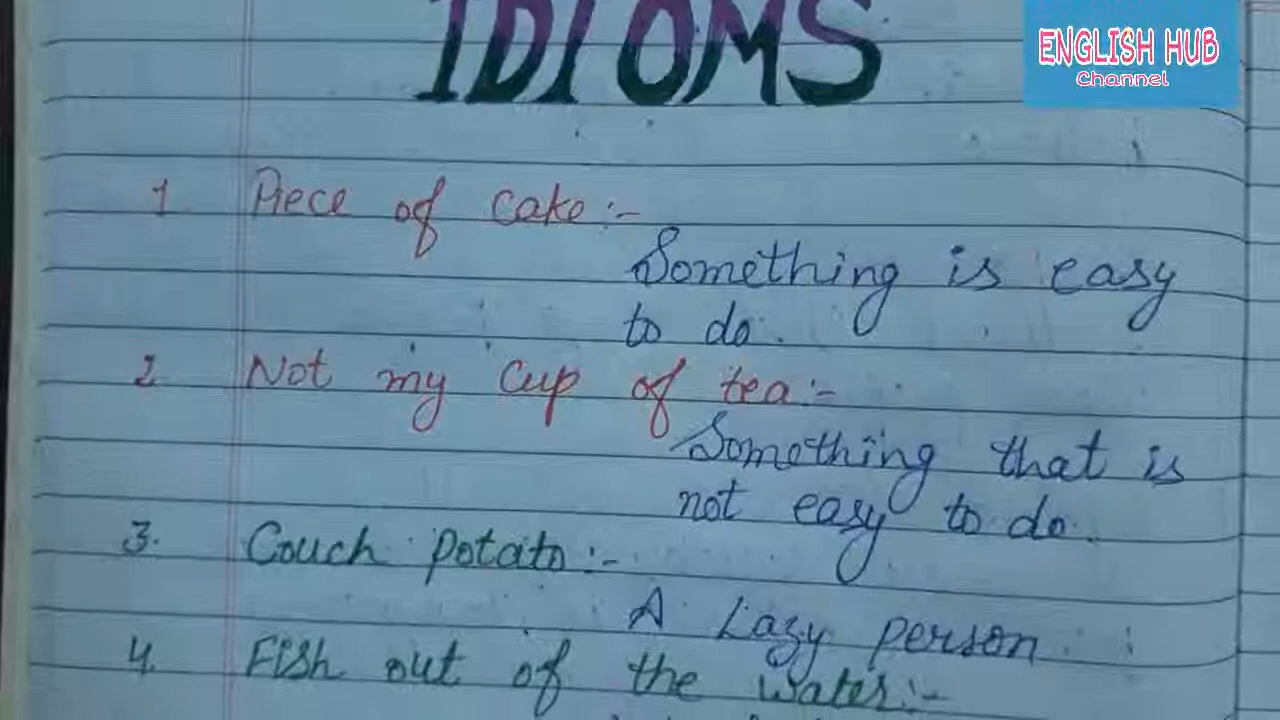 IDIOMS
ENGLISH HUB
Channel
1 Piece of cake:-
Something is easy
to do.
2 Not my cup of tea:-
Something that is
not easy to do.
3. Couch potato:-
A Lazy person
4. Fish out of the water:-